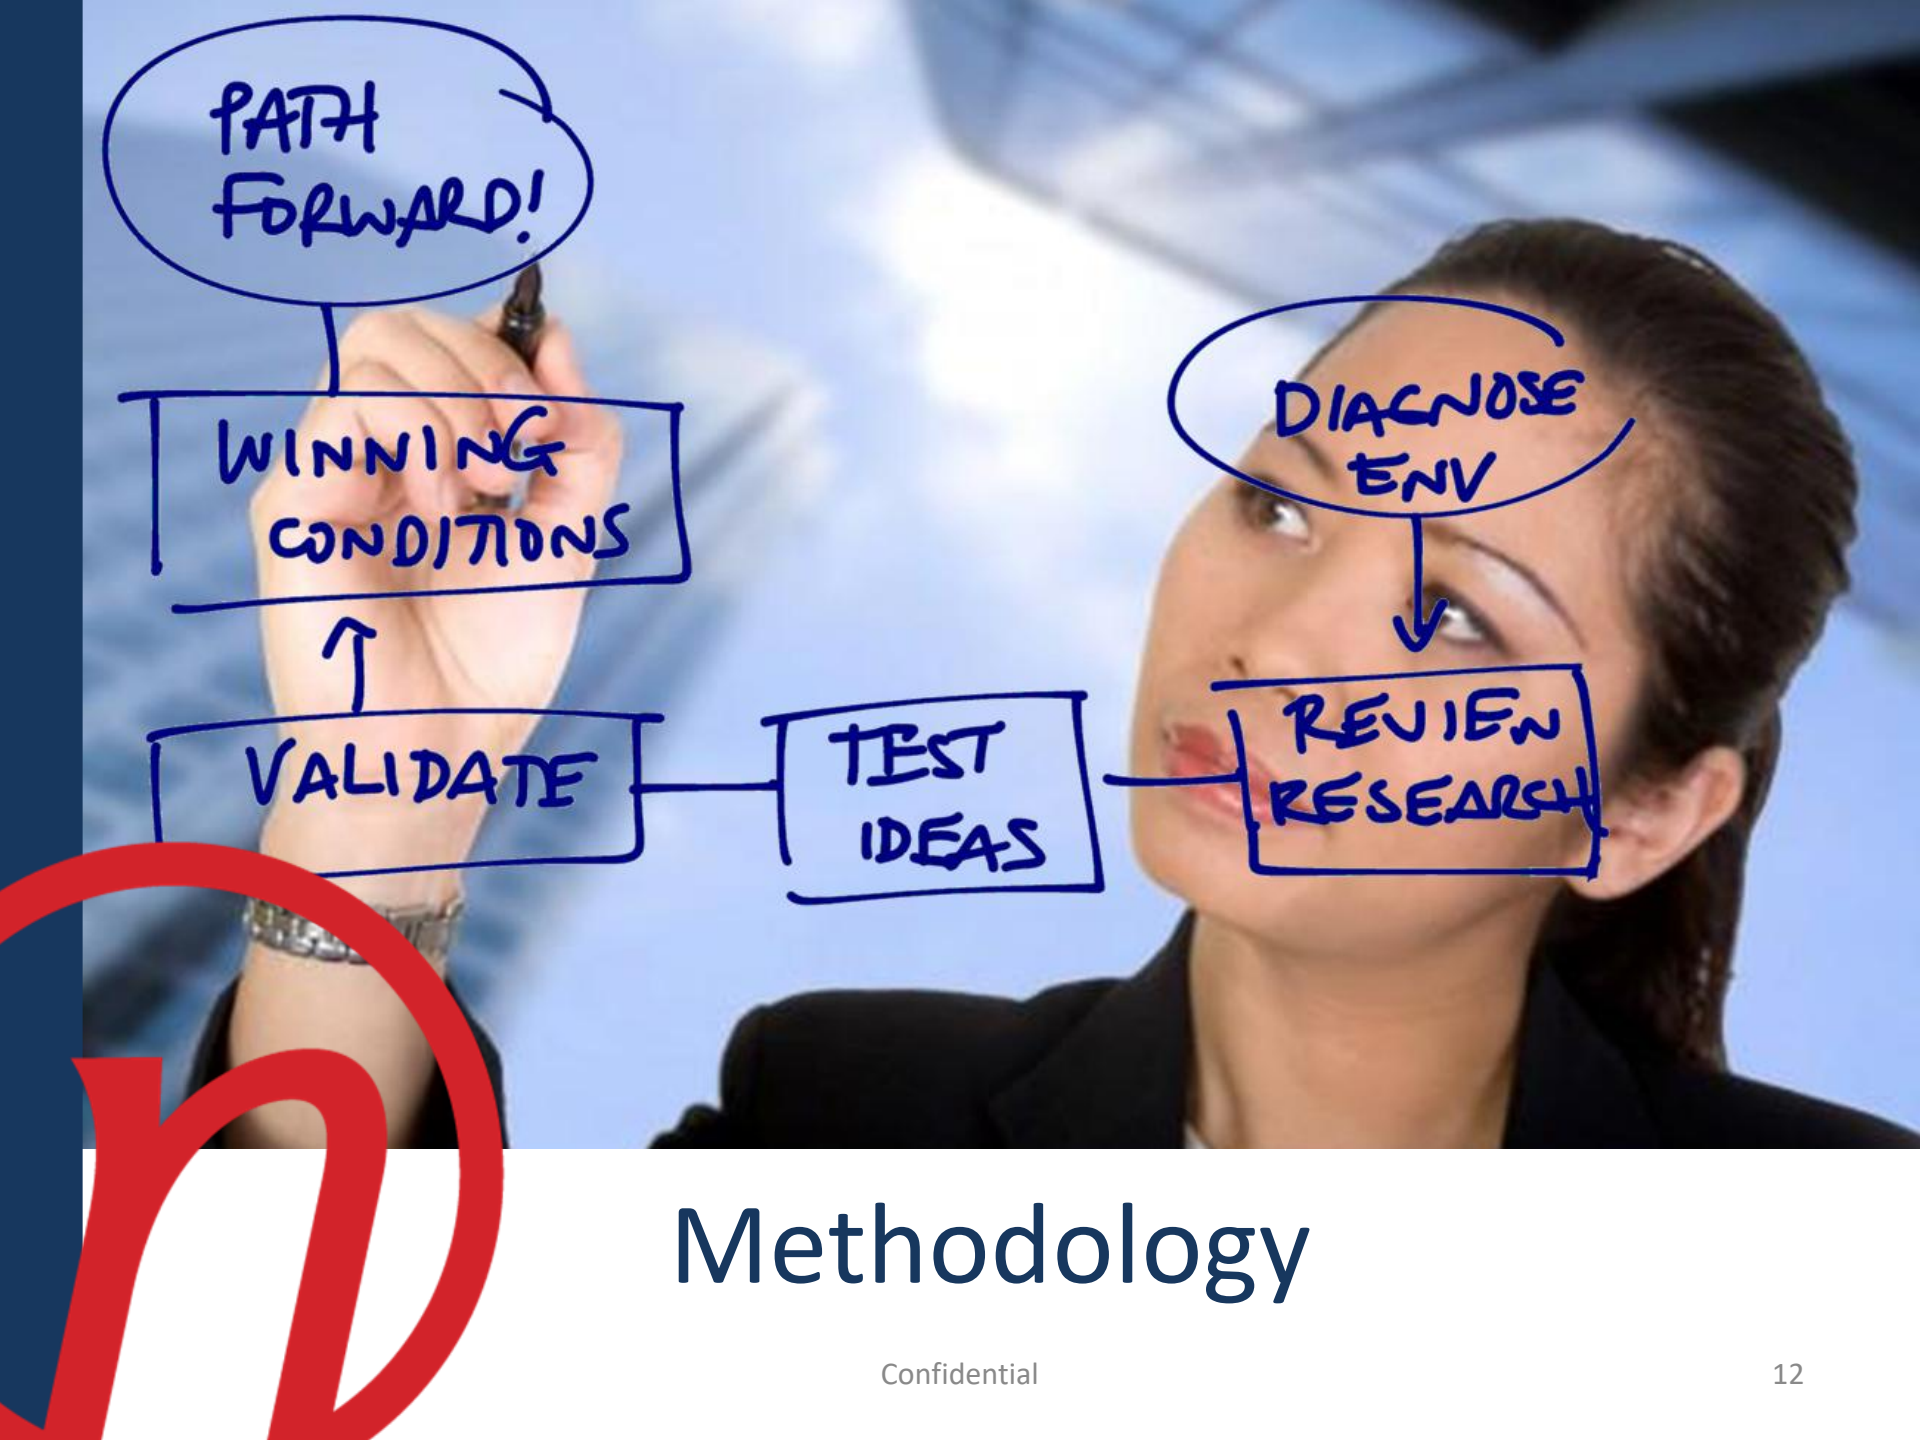 PATH
FORWARD!
DIAGNOSE
ENV
WINNING
CONDITIONS
VALIDATE
TEST
IDEAS
REVIEW
RESEARCH
n
Methodology
Confidential
12